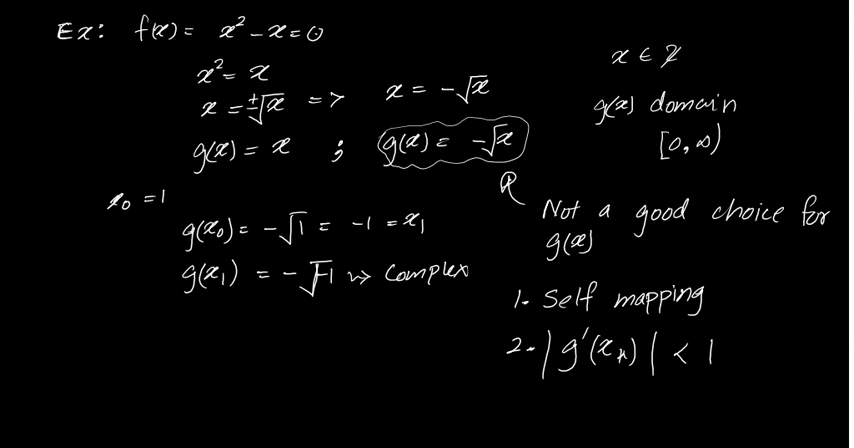 Ex: f(x) = x² - x = 0
x² = x
x = ±√x => x = -√x
g(x) = x ; g(x) = -√x
x₀ = 1
g(x₀) = -√1 = -1 = x₁
g(x₁) = -√-1 ⇝ Complex
x ∈ ℤ
g(x) domain
[0, ∞)
Not a good choice for
g(x)
1. Self mapping
2. |g'(x⁎)| < 1